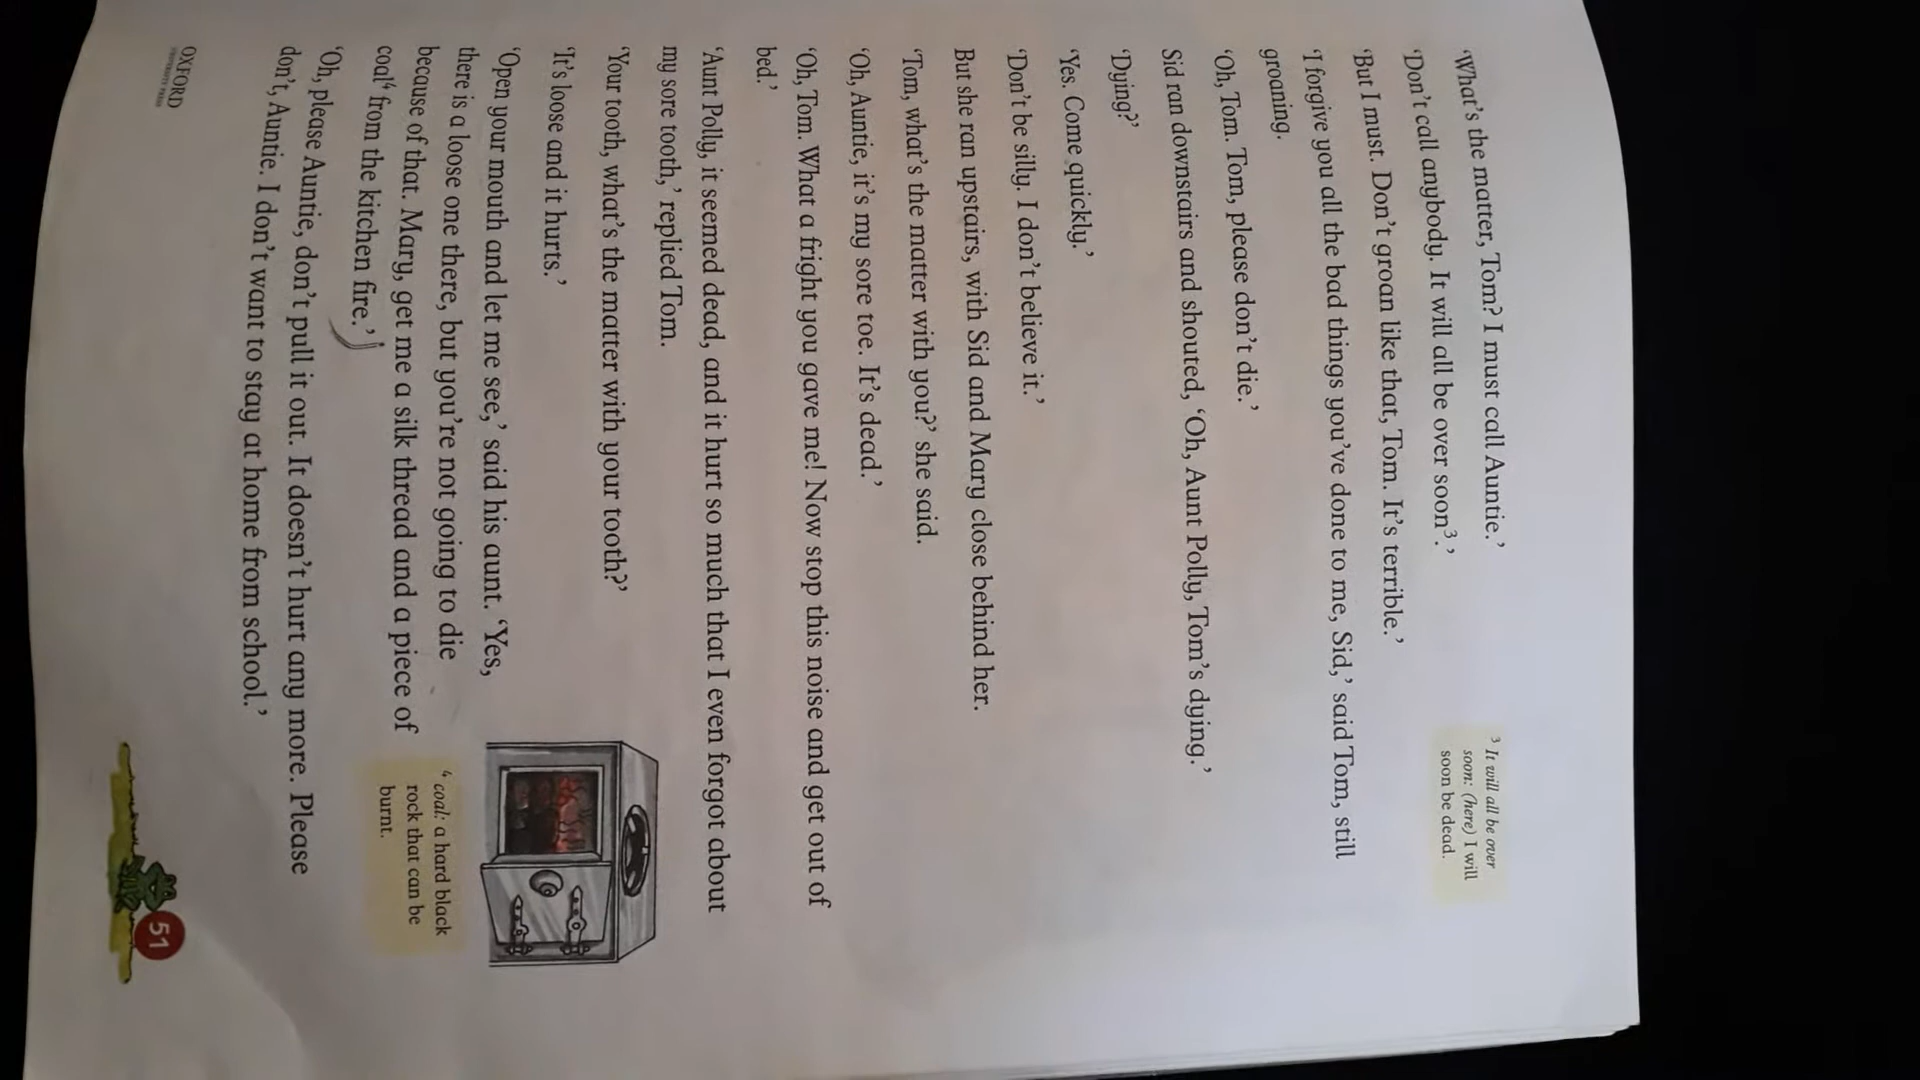 ‘What’s the matter, Tom? I must call Auntie.’
‘Don’t call anybody. It will all be over soon³.’
‘But I must. Don’t groan like that, Tom. It’s terrible.’
‘I forgive you all the bad things you’ve done to me, Sid,’ said Tom, still
groaning.
‘Oh, Tom. Tom, please don’t die.’
Sid ran downstairs and shouted, ‘Oh, Aunt Polly, Tom’s dying.’
‘Dying?’
‘Yes. Come quickly.’
‘Don’t be silly. I don’t believe it.’
But she ran upstairs, with Sid and Mary close behind her.
‘Tom, what’s the matter with you?’ she said.
‘Oh, Auntie, it’s my sore toe. It’s dead.’
‘Oh, Tom. What a fright you gave me! Now stop this noise and get out of
bed.’
‘Aunt Polly, it seemed dead, and it hurt so much that I even forgot about
my sore tooth,’ replied Tom.
‘Your tooth, what’s the matter with your tooth?’
‘It’s loose and it hurts.’
‘Open your mouth and let me see,’ said his aunt. ‘Yes,
there is a loose one there, but you’re not going to die
because of that. Mary, get me a silk thread and a piece of
coal⁴ from the kitchen fire.’
‘Oh, please Auntie, don’t pull it out. It doesn’t hurt any more. Please
don’t, Auntie. I don’t want to stay at home from school.’
³ It will all be over
soon: (here) I will
soon be dead.
⁴ coal: a hard black
rock that can be
burnt.
OXFORD
UNIVERSITY PRESS
51